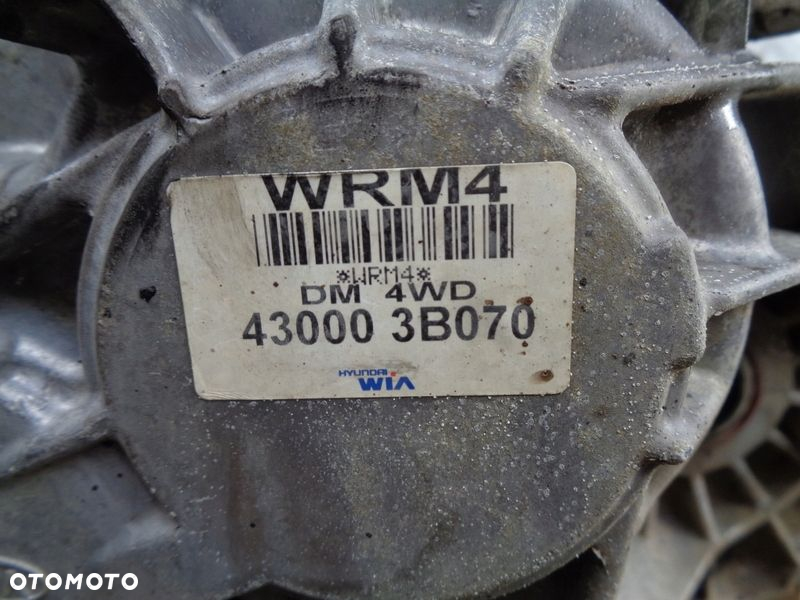 WRM4
*WRM4*
DM 4WD
43000 3B070
HYUNDAI
WIA
OTOMOTO